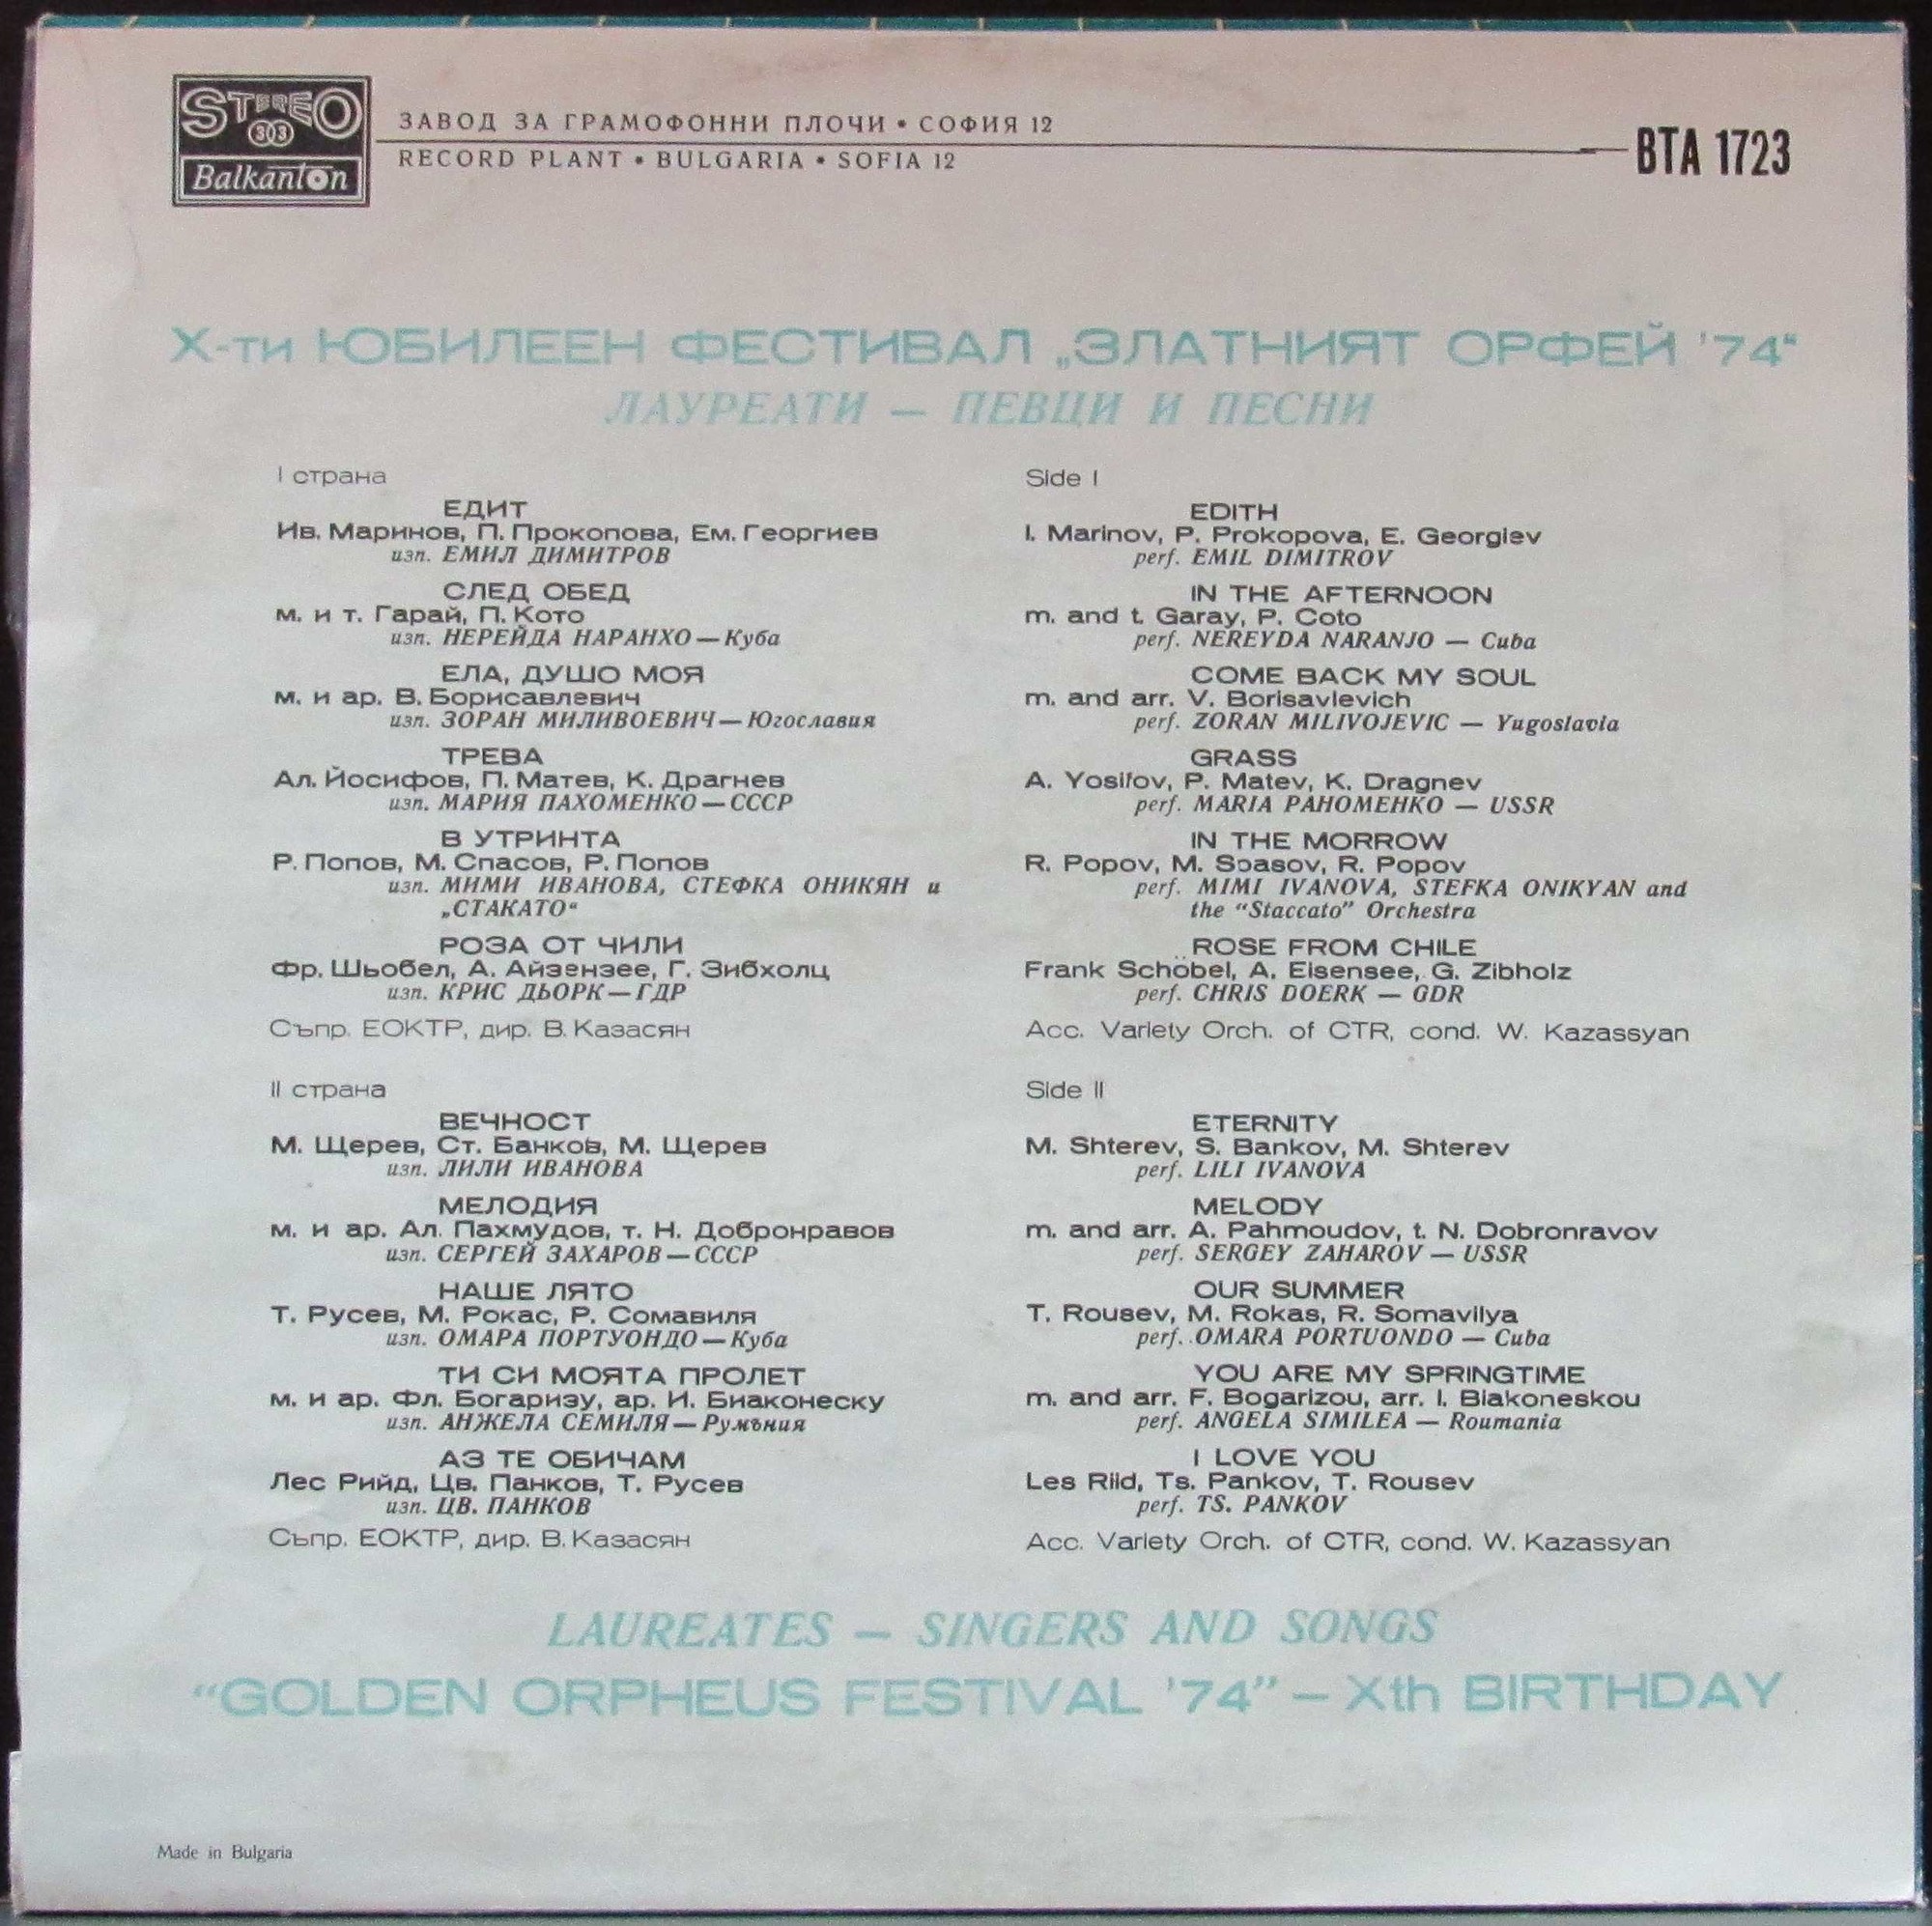 STEREO
33
Balkanton
ЗАВОД ЗА ГРАМОФОННИ ПЛОЧИ • СОФИЯ 12
RECORD PLANT • BULGARIA • SOFIA 12
ВТА 1723
X-ти ЮБИЛЕЕН ФЕСТИВАЛ „ЗЛАТНИЯТ ОРФЕЙ '74“
ЛАУРЕАТИ — ПЕВЦИ И ПЕСНИ
I страна
ЕДИТ
Ив. Маринов, П. Прокопова, Ем. Георгиев
изп. ЕМИЛ ДИМИТРОВ
СЛЕД ОБЕД
м. и т. Гарай, П. Кото
изп. НЕРЕЙДА НАРАНХО — Куба
ЕЛА, ДУШО МОЯ
м. и ар. В. Борисавлевич
изп. ЗОРАН МИЛИВОЕВИЧ — Югославия
ТРЕВА
Ал. Йосифов, П. Матев, К. Драгнев
изп. МАРИЯ ПАХОМЕНКО — СССР
В УТРИНТА
Р. Попов, М. Спасов, Р. Попов
изп. МИМИ ИВАНОВА, СТЕФКА ОНИКЯН и
„СТАКАТО“
РОЗА ОТ ЧИЛИ
Фр. Шьобел, А. Айзензее, Г. Зибхолц
изп. КРИС ДЬОРК — ГДР
Съпр. ЕОКТР, дир. В. Казасян
II страна
ВЕЧНОСТ
М. Щерев, Ст. Банков, М. Щерев
изп. ЛИЛИ ИВАНОВА
МЕЛОДИЯ
м. и ар. Ал. Пахмудов, т. Н. Добронравов
изп. СЕРГЕЙ ЗАХАРОВ — СССР
НАШЕ ЛЯТО
Т. Русев, М. Рокас, Р. Сомавиля
изп. ОМАРА ПОРТУОНДО — Куба
ТИ СИ МОЯТА ПРОЛЕТ
м. и ар. Фл. Богаризу, ар. И. Биаконеску
изп. АНЖЕЛА СЕМИЛЯ — Румъния
АЗ ТЕ ОБИЧАМ
Лес Рийд, Цв. Панков, Т. Русев
изп. ЦВ. ПАНКОВ
Съпр. ЕОКТР, дир. В. Казасян
Side I
EDITH
I. Marinov, P. Prokopova, E. Georgiev
perf. EMIL DIMITROV
IN THE AFTERNOON
m. and t. Garay, P. Coto
perf. NEREYDA NARANJO — Cuba
COME BACK MY SOUL
m. and arr. V. Borisavlevich
perf. ZORAN MILIVOJEVIC — Yugoslavia
GRASS
A. Yosifov, P. Matev, K. Dragnev
perf. MARIA PAHOMEHKO — USSR
IN THE MORROW
R. Popov, M. Spasov, R. Popov
perf. MIMI IVANOVA, STEFKA ONIKYAN and
the “Staccato” Orchestra
ROSE FROM CHILE
Frank Schöbel, A. Eisensee, G. Zibholz
perf. CHRIS DOERK — GDR
Acc. Variety Orch. of CTR, cond. W. Kazassyan
Side II
ETERNITY
M. Shterev, S. Bankov, M. Shterev
perf. LILI IVANOVA
MELODY
m. and arr. A. Pahmoudov, t. N. Dobronravov
perf. SERGEY ZAHAROV — USSR
OUR SUMMER
T. Rousev, M. Rokas, R. Somavilya
perf. OMARA PORTUONDO — Cuba
YOU ARE MY SPRINGTIME
m. and arr. F. Bogarizou, arr. I. Biakoneskou
perf. ANGELA SIMILEA — Roumania
I LOVE YOU
Les Riid, Ts. Pankov, T. Rousev
perf. TS. PANKOV
Acc. Variety Orch. of CTR, cond. W. Kazassyan
LAUREATES — SINGERS AND SONGS
“GOLDEN ORPHEUS FESTIVAL '74” — Xth BIRTHDAY
Made in Bulgaria